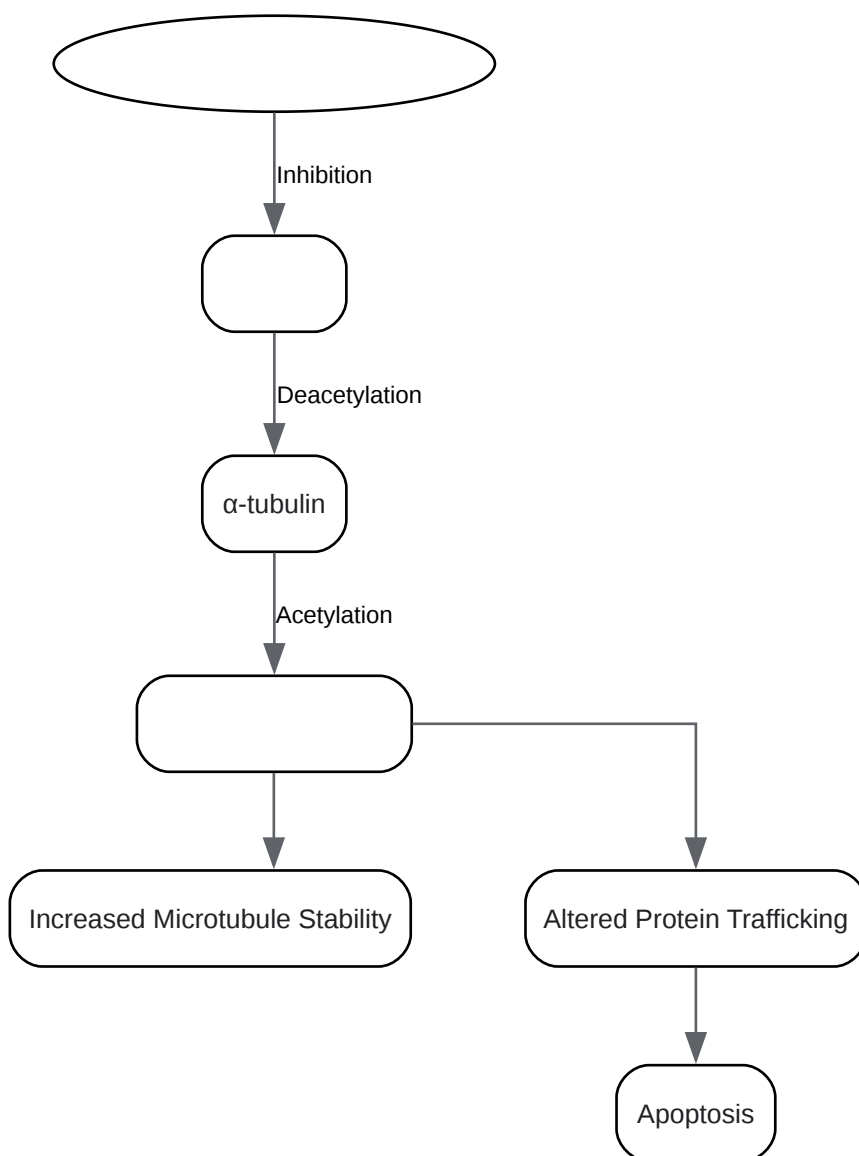 Inhibition
Deacetylation
α-tubulin
Acetylation
Increased Microtubule Stability
Altered Protein Trafficking
Apoptosis